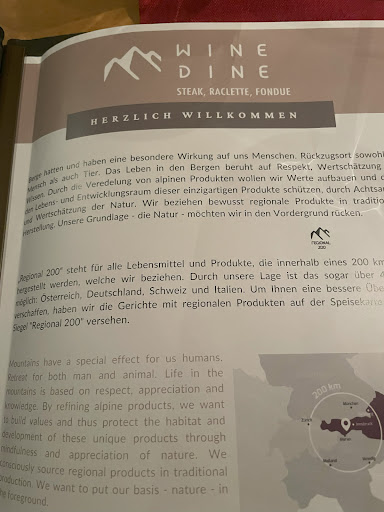 WINE
DINE
STEAK, RACLETTE, FONDUE
HERZLICH WILLKOMMEN
Berge hatten und haben eine besondere Wirkung auf uns Menschen. Rückzugsort sowohl
Mensch als auch Tier. Das Leben in den Bergen beruht auf Respekt, Wertschätzung
Wissen. Durch die Veredelung von alpinen Produkten wollen wir Werte aufbauen und d
den Lebens- und Entwicklungsraum dieser einzigartigen Produkte schützen, durch Achtsam
und Wertschätzung der Natur. Wir beziehen bewusst regionale Produkte in traditio
Herstellung. Unsere Grundlage - die Natur - möchten wir in den Vordergrund rücken.
REGIONAL
200
„Regional 200" steht für alle Lebensmittel und Produkte, die innerhalb eines 200 km
hergestellt werden, welche wir beziehen. Durch unsere Lage ist das sogar über 4
möglich: Österreich, Deutschland, Schweiz und Italien. Um Ihnen eine bessere Über
verschaffen, haben wir die Gerichte mit regionalen Produkten auf der Speisekarte
Siegel "Regional 200" versehen.
Mountains have a special effect for us humans.
Retreat for both man and animal. Life in the
mountains is based on respect, appreciation and
knowledge. By refining alpine products, we want
to build values and thus protect the habitat and
development of these unique products through
mindfulness and appreciation of nature. We
consciously source regional products in traditional
production. We want to put our basis - nature - in
the foreground.
200 km
München
Zürich
Innsbruck
Mailand